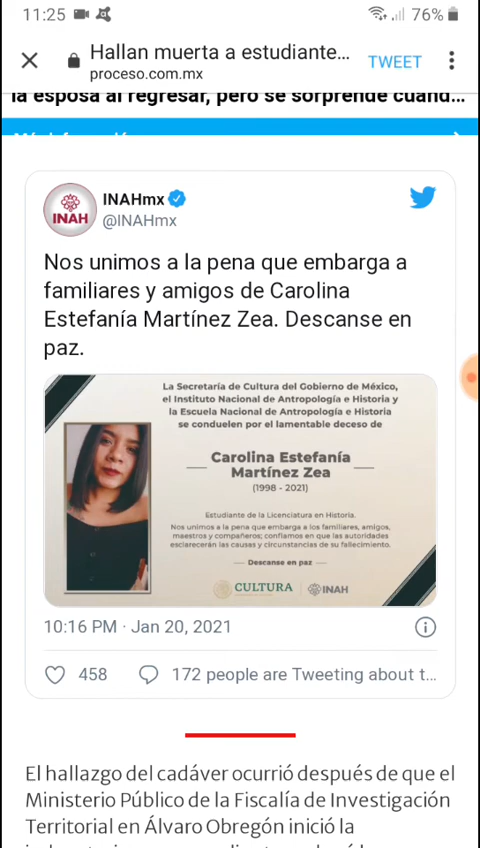 11:25
76%
Hallan muerta a estudiante...
proceso.com.mx
TWEET
la esposa al regresar, pero se sorprende cuand...
INAHmx
@INAHmx
INAH
Nos unimos a la pena que embarga a
familiares y amigos de Carolina
Estefanía Martínez Zea. Descanse en
paz.
La Secretaría de Cultura del Gobierno de México,
el Instituto Nacional de Antropología e Historia y
la Escuela Nacional de Antropología e Historia
se conduelen por el lamentable deceso de
Carolina Estefanía
Martínez Zea
(1998 - 2021)
Estudiante de la Licenciatura en Historia.
Nos unimos a la pena que embarga a los familiares, amigos,
maestros y compañeros; confiamos en que las autoridades
esclarecerán las causas y circunstancias de su fallecimiento.
Descanse en paz
CULTURA
INAH
10:16 PM · Jan 20, 2021
458
172 people are Tweeting about t...
El hallazgo del cadáver ocurrió después de que el
Ministerio Público de la Fiscalía de Investigación
Territorial en Álvaro Obregón inició la